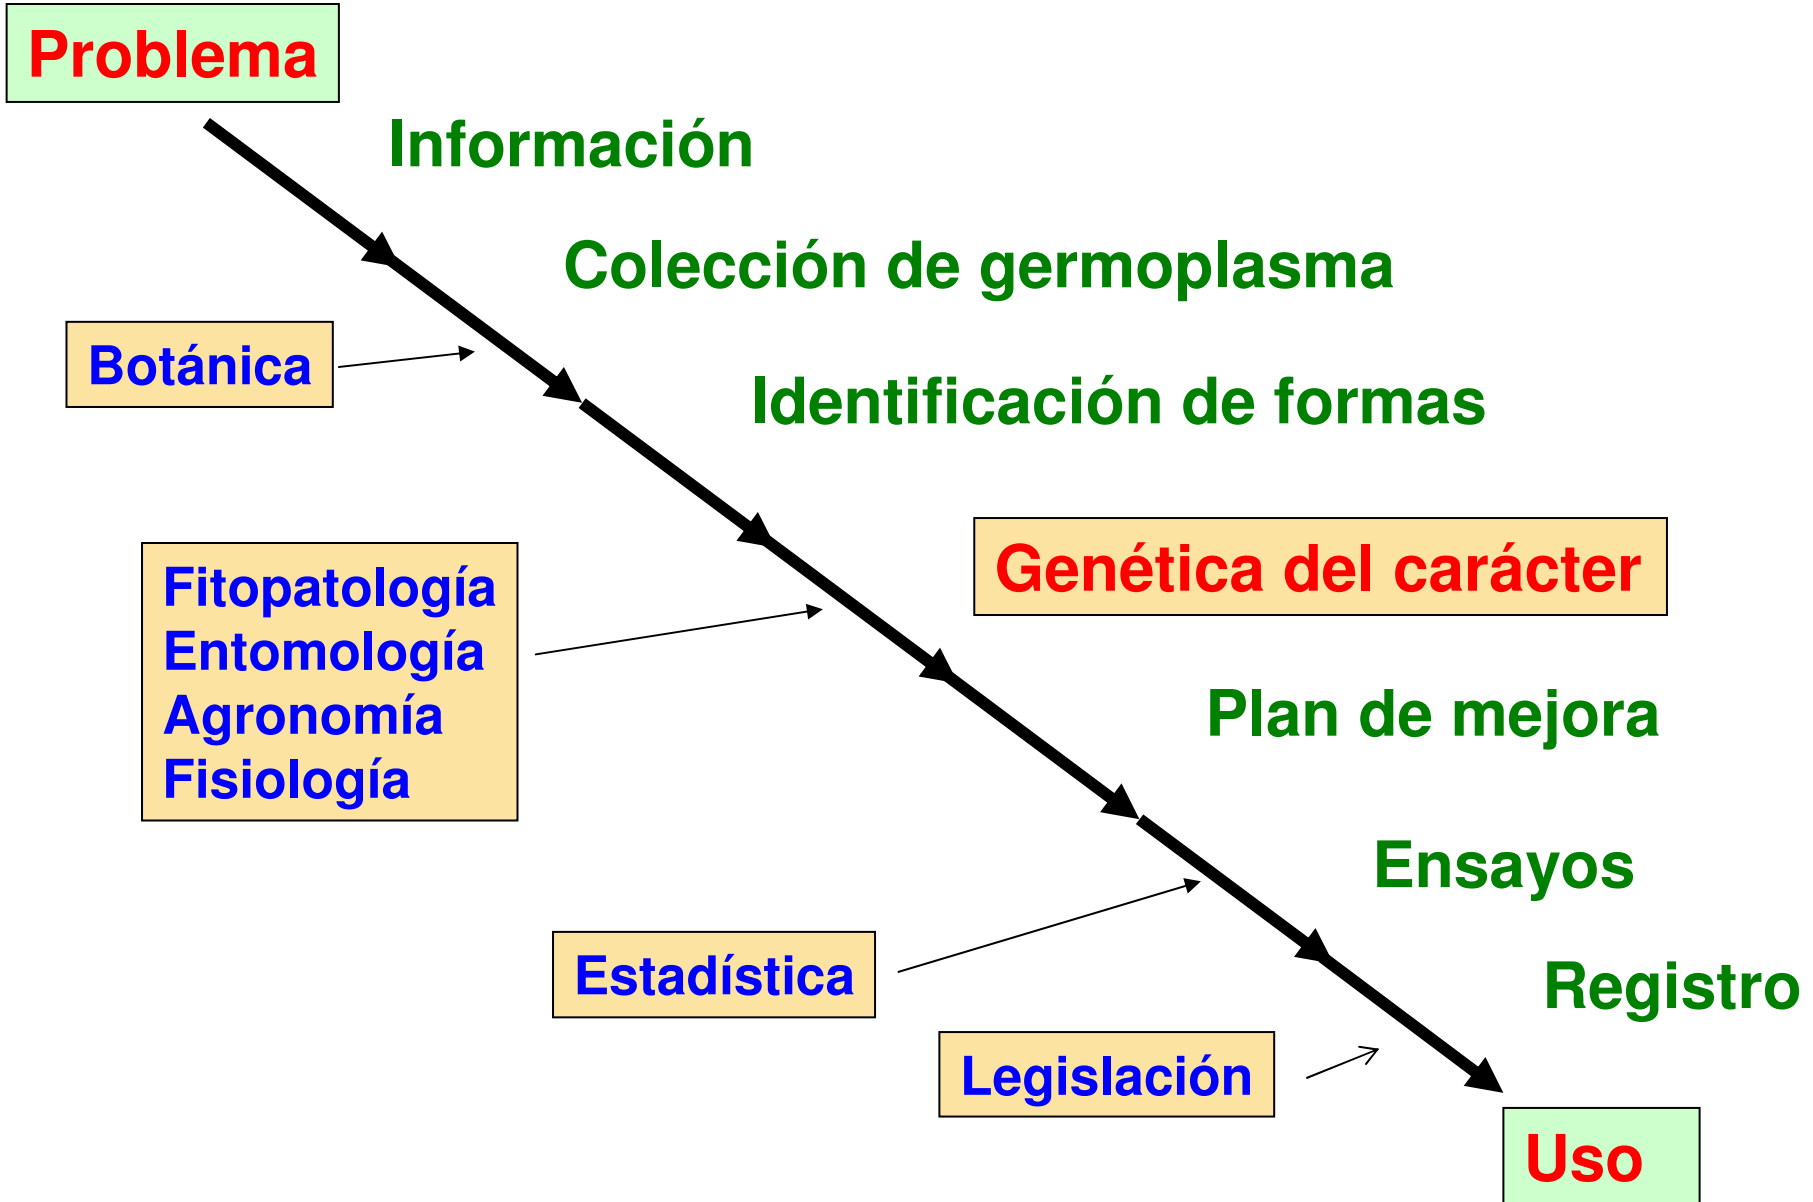 Problema
Información
Colección de germoplasma
Botánica
Identificación de formas
Genética del carácter
Fitopatología
Entomología
Agronomía
Fisiología
Plan de mejora
Ensayos
Estadística
Registro
Legislación
Uso